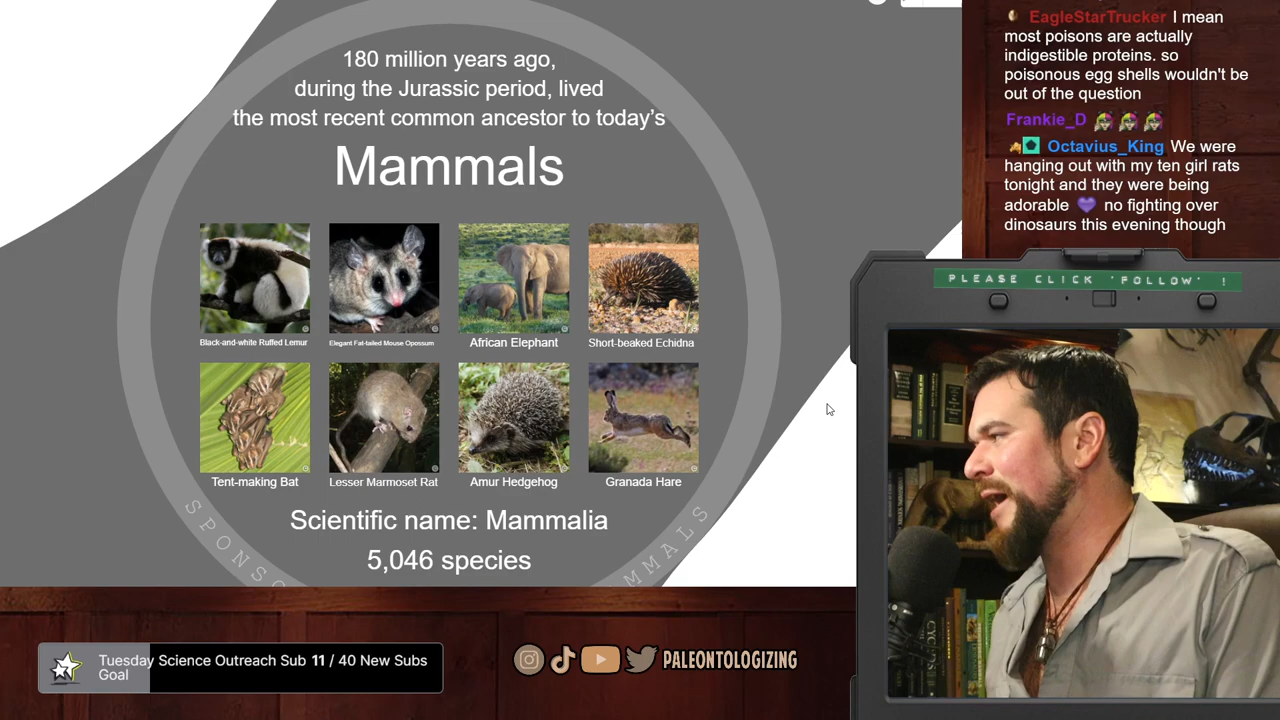 180 million years ago,
during the Jurassic period, lived
the most recent common ancestor to today's
Mammals
Black-and-white Ruffed Lemur
Elegant Fat-tailed Mouse Opossum
African Elephant
Short-beaked Echidna
Tent-making Bat
Lesser Marmoset Rat
Amur Hedgehog
Granada Hare
Scientific name: Mammalia
5,046 species
SPONSO
MMALS
EagleStarTrucker I mean
most poisons are actually
indigestible proteins. so
poisonous egg shells wouldn't be
out of the question
Frankie_D
Octavius_King We were
hanging out with my ten girl rats
tonight and they were being
adorable 💜 no fighting over
dinosaurs this evening though
PLEASE CLICK 'FOLLOW' !
Tuesday Science Outreach Sub 11 / 40 New Subs
Goal
PALEONTOLOGIZING